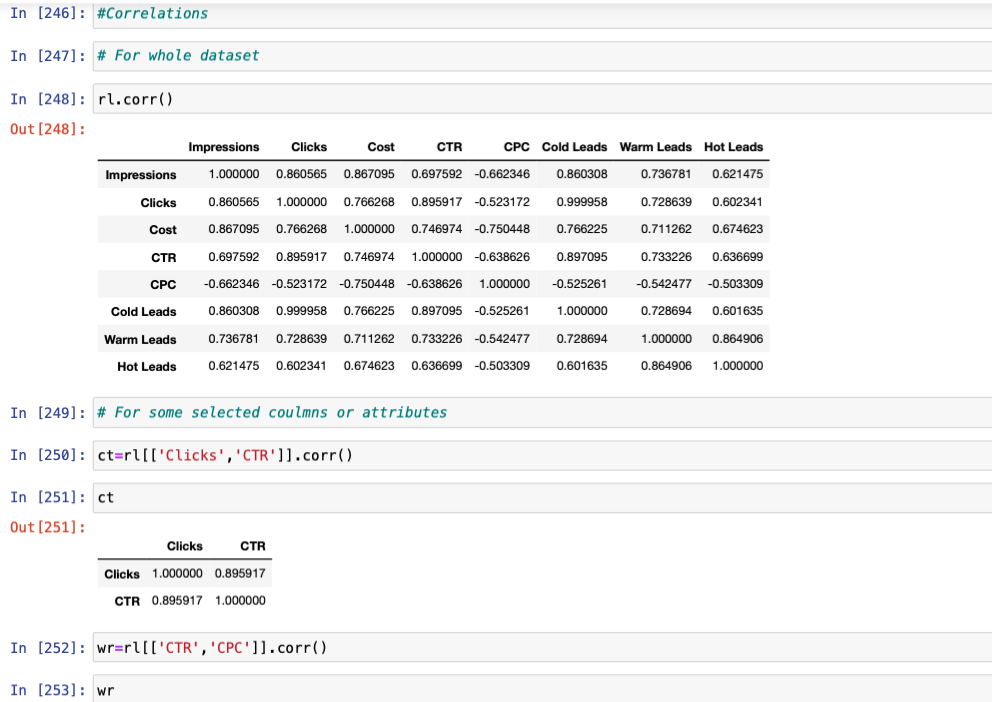 In [246]: #Correlations
In [247]: # For whole dataset
In [248]: rl.corr()
Out[248]:
Impressions Clicks Cost CTR CPC Cold Leads Warm Leads Hot Leads
Impressions 1.000000 0.860565 0.867095 0.697592 -0.662346 0.860308 0.736781 0.621475
Clicks 0.860565 1.000000 0.766268 0.895917 -0.523172 0.999958 0.728639 0.602341
Cost 0.867095 0.766268 1.000000 0.746974 -0.750448 0.766225 0.711262 0.674623
CTR 0.697592 0.895917 0.746974 1.000000 -0.638626 0.897095 0.733226 0.636699
CPC -0.662346 -0.523172 -0.750448 -0.638626 1.000000 -0.525261 -0.542477 -0.503309
Cold Leads 0.860308 0.999958 0.766225 0.897095 -0.525261 1.000000 0.728694 0.601635
Warm Leads 0.736781 0.728639 0.711262 0.733226 -0.542477 0.728694 1.000000 0.864906
Hot Leads 0.621475 0.602341 0.674623 0.636699 -0.503309 0.601635 0.864906 1.000000
In [249]: # For some selected coulmns or attributes
In [250]: ct=rl[['Clicks','CTR']].corr()
In [251]: ct
Out[251]:
Clicks CTR
Clicks 1.000000 0.895917
CTR 0.895917 1.000000
In [252]: wr=rl[['CTR','CPC']].corr()
In [253]: wr